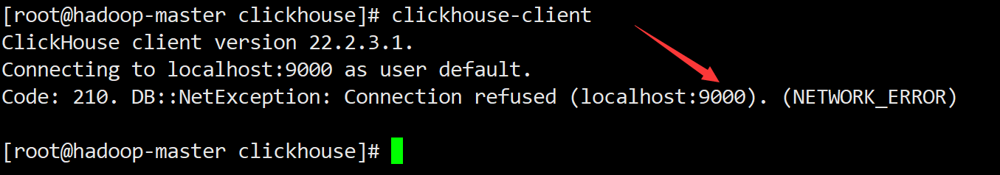 [root@hadoop-master clickhouse]# clickhouse-client
ClickHouse client version 22.2.3.1.
Connecting to localhost:9000 as user default.
Code: 210. DB::NetException: Connection refused (localhost:9000). (NETWORK_ERROR)
[root@hadoop-master clickhouse]#